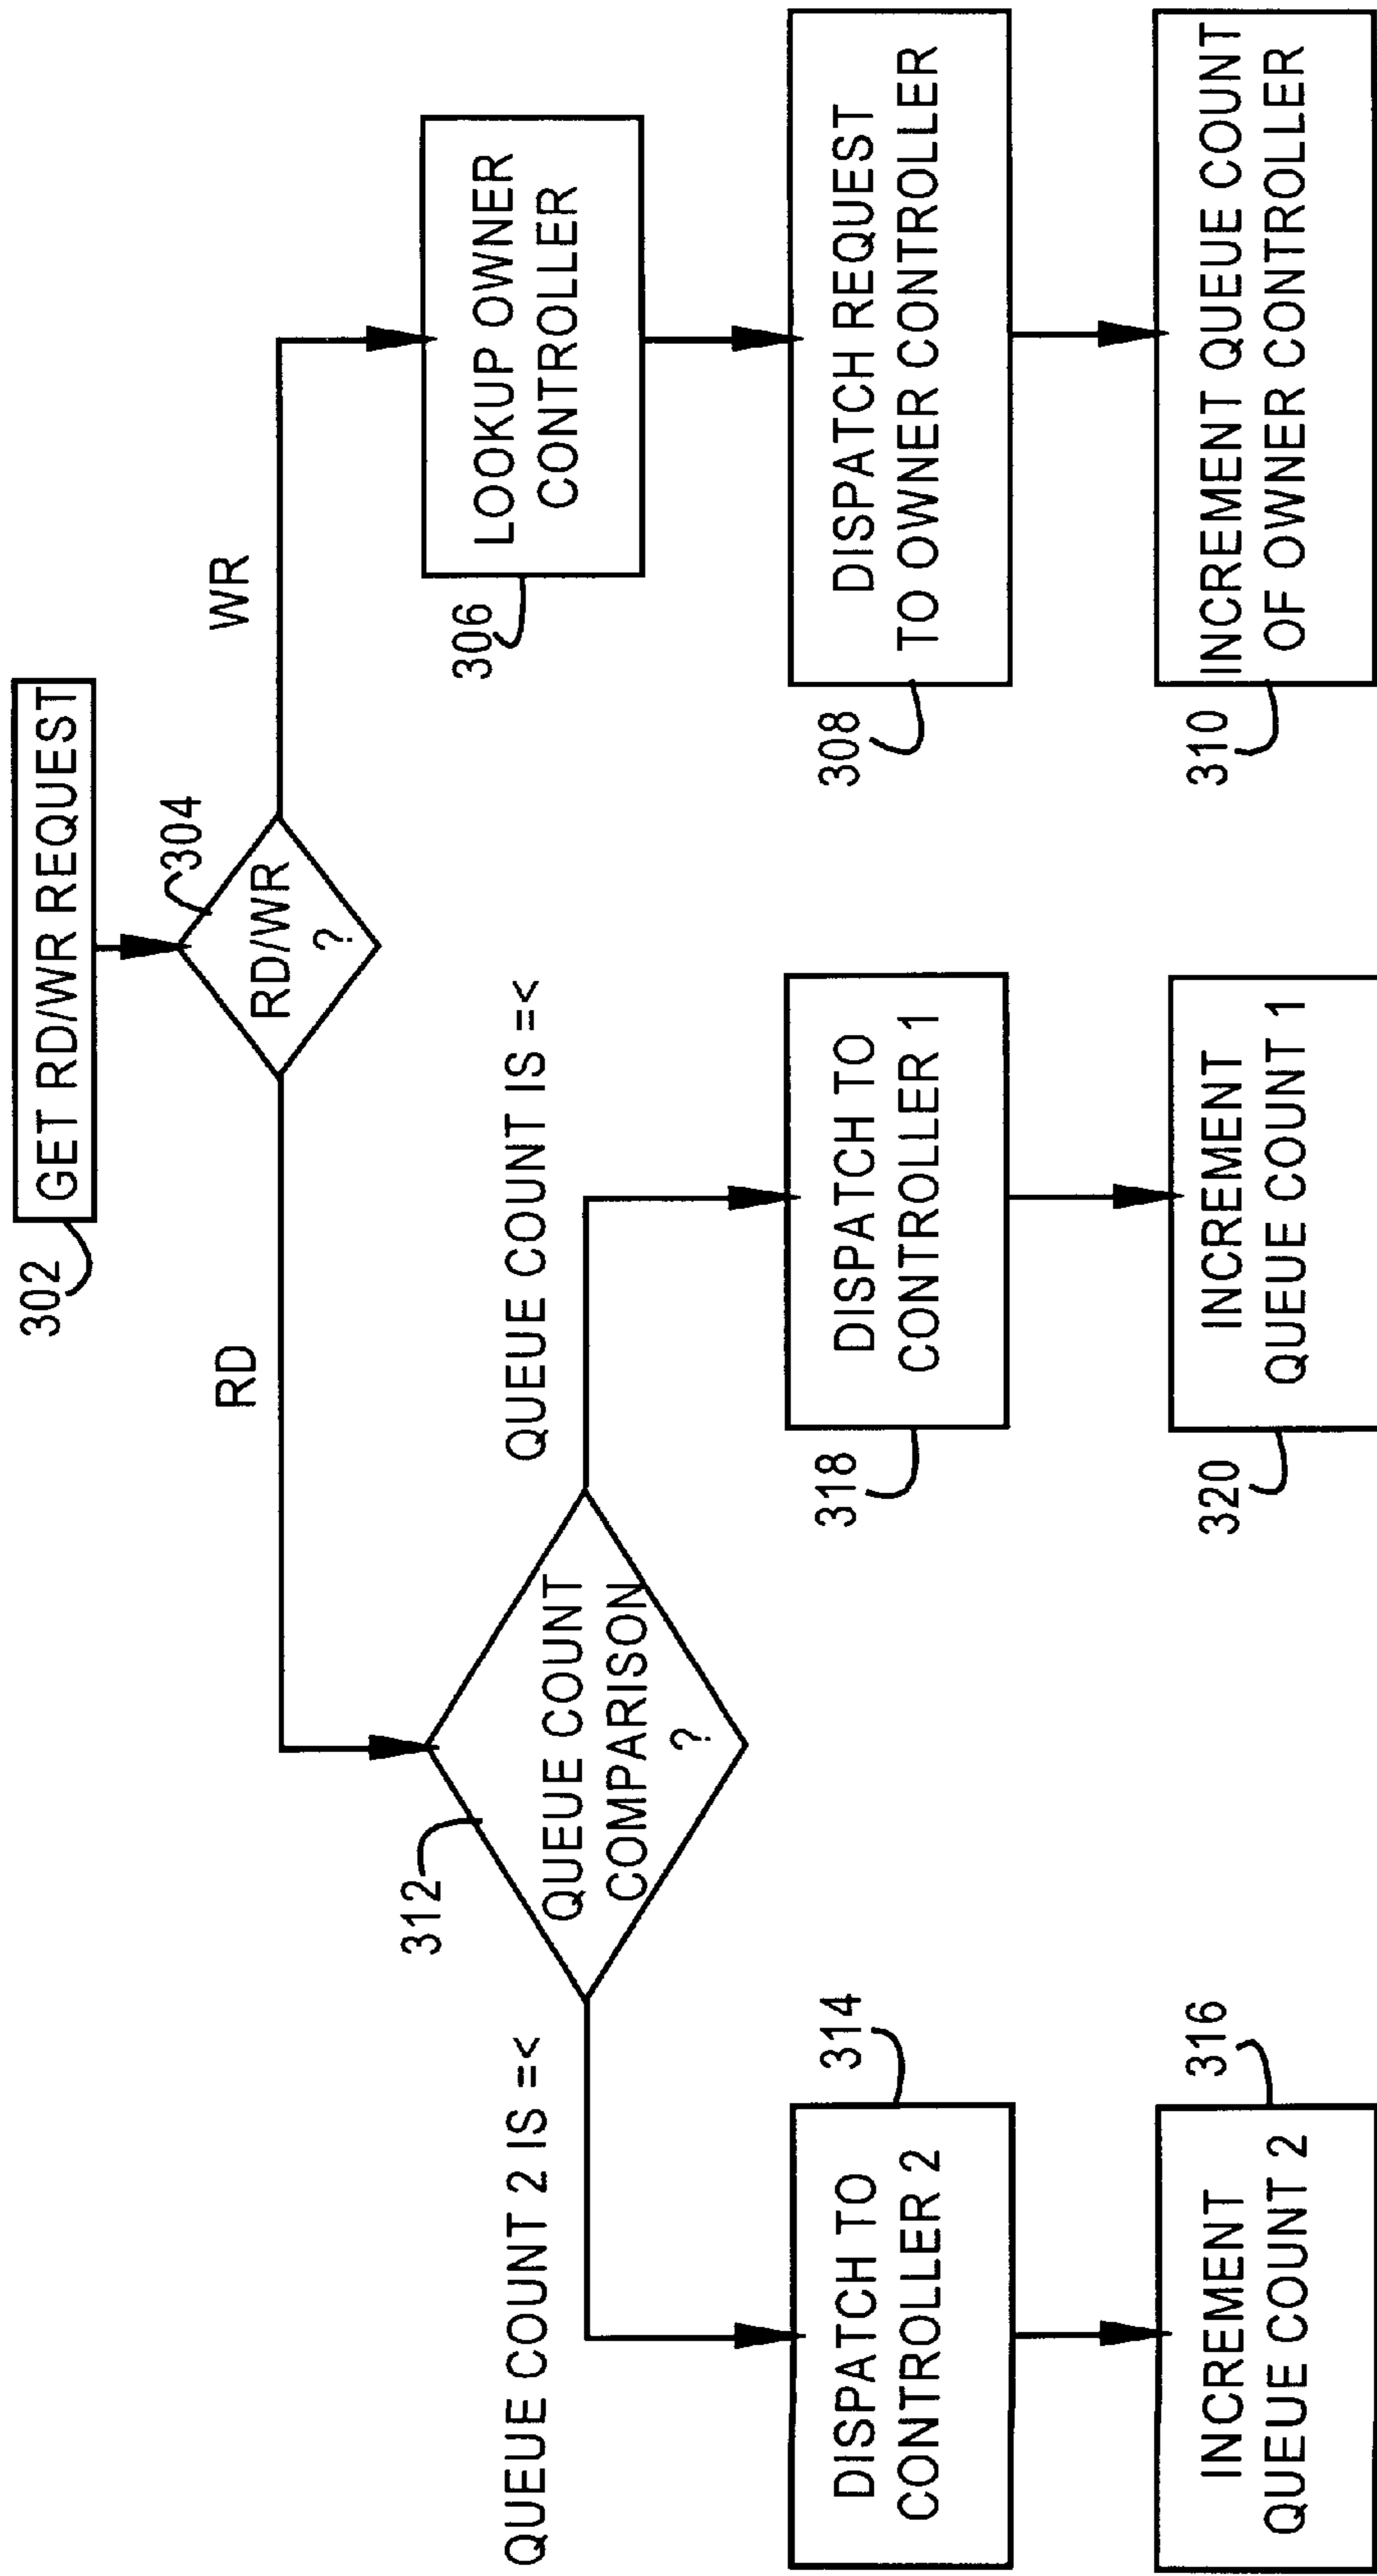 302
GET RD/WR REQUEST
304
RD/WR
?
RD
WR
312
QUEUE COUNT
COMPARISON
?
QUEUE COUNT 2 IS =<
QUEUE COUNT IS =<
306
LOOKUP OWNER
CONTROLLER
314
DISPATCH TO
CONTROLLER 2
318
DISPATCH TO
CONTROLLER 1
308
DISPATCH REQUEST
TO OWNER CONTROLLER
316
INCREMENT
QUEUE COUNT 2
320
INCREMENT
QUEUE COUNT 1
310
INCREMENT QUEUE COUNT
OF OWNER CONTROLLER